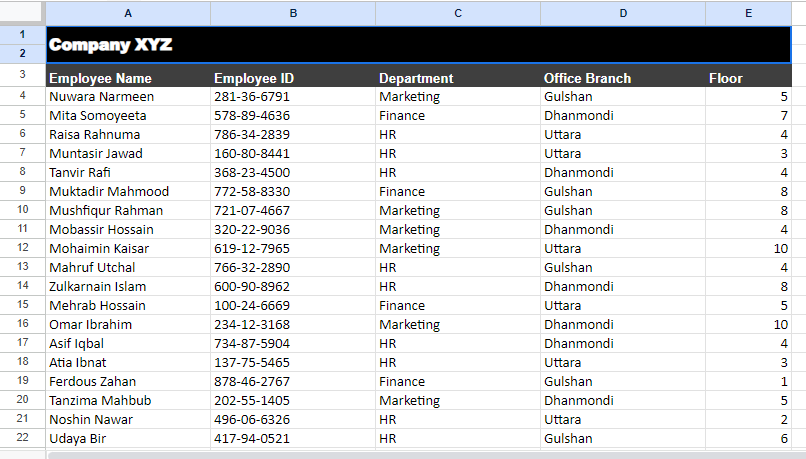 A B C D E
1 Company XYZ
2
3 Employee Name Employee ID Department Office Branch Floor
4 Nuwara Narmeen 281-36-6791 Marketing Gulshan 5
5 Mita Somoyeeta 578-89-4636 Finance Dhanmondi 7
6 Raisa Rahnuma 786-34-2839 HR Uttara 4
7 Muntasir Jawad 160-80-8441 HR Uttara 3
8 Tanvir Rafi 368-23-4500 HR Dhanmondi 4
9 Muktadir Mahmood 772-58-8330 Finance Gulshan 8
10 Mushfiqur Rahman 721-07-4667 Marketing Gulshan 8
11 Mobassir Hossain 320-22-9036 Marketing Dhanmondi 4
12 Mohaimin Kaisar 619-12-7965 Marketing Uttara 10
13 Mahruf Utchal 766-32-2890 HR Gulshan 4
14 Zulkarnain Islam 600-90-8962 HR Dhanmondi 8
15 Mehrab Hossain 100-24-6669 Finance Uttara 5
16 Omar Ibrahim 234-12-3168 Marketing Dhanmondi 10
17 Asif Iqbal 734-87-5904 HR Dhanmondi 4
18 Atia Ibnat 137-75-5465 HR Uttara 3
19 Ferdous Zahan 878-46-2767 Finance Gulshan 1
20 Tanzima Mahbub 202-55-1405 Marketing Dhanmondi 5
21 Noshin Nawar 496-06-6326 HR Uttara 2
22 Udaya Bir 417-94-0521 HR Gulshan 6